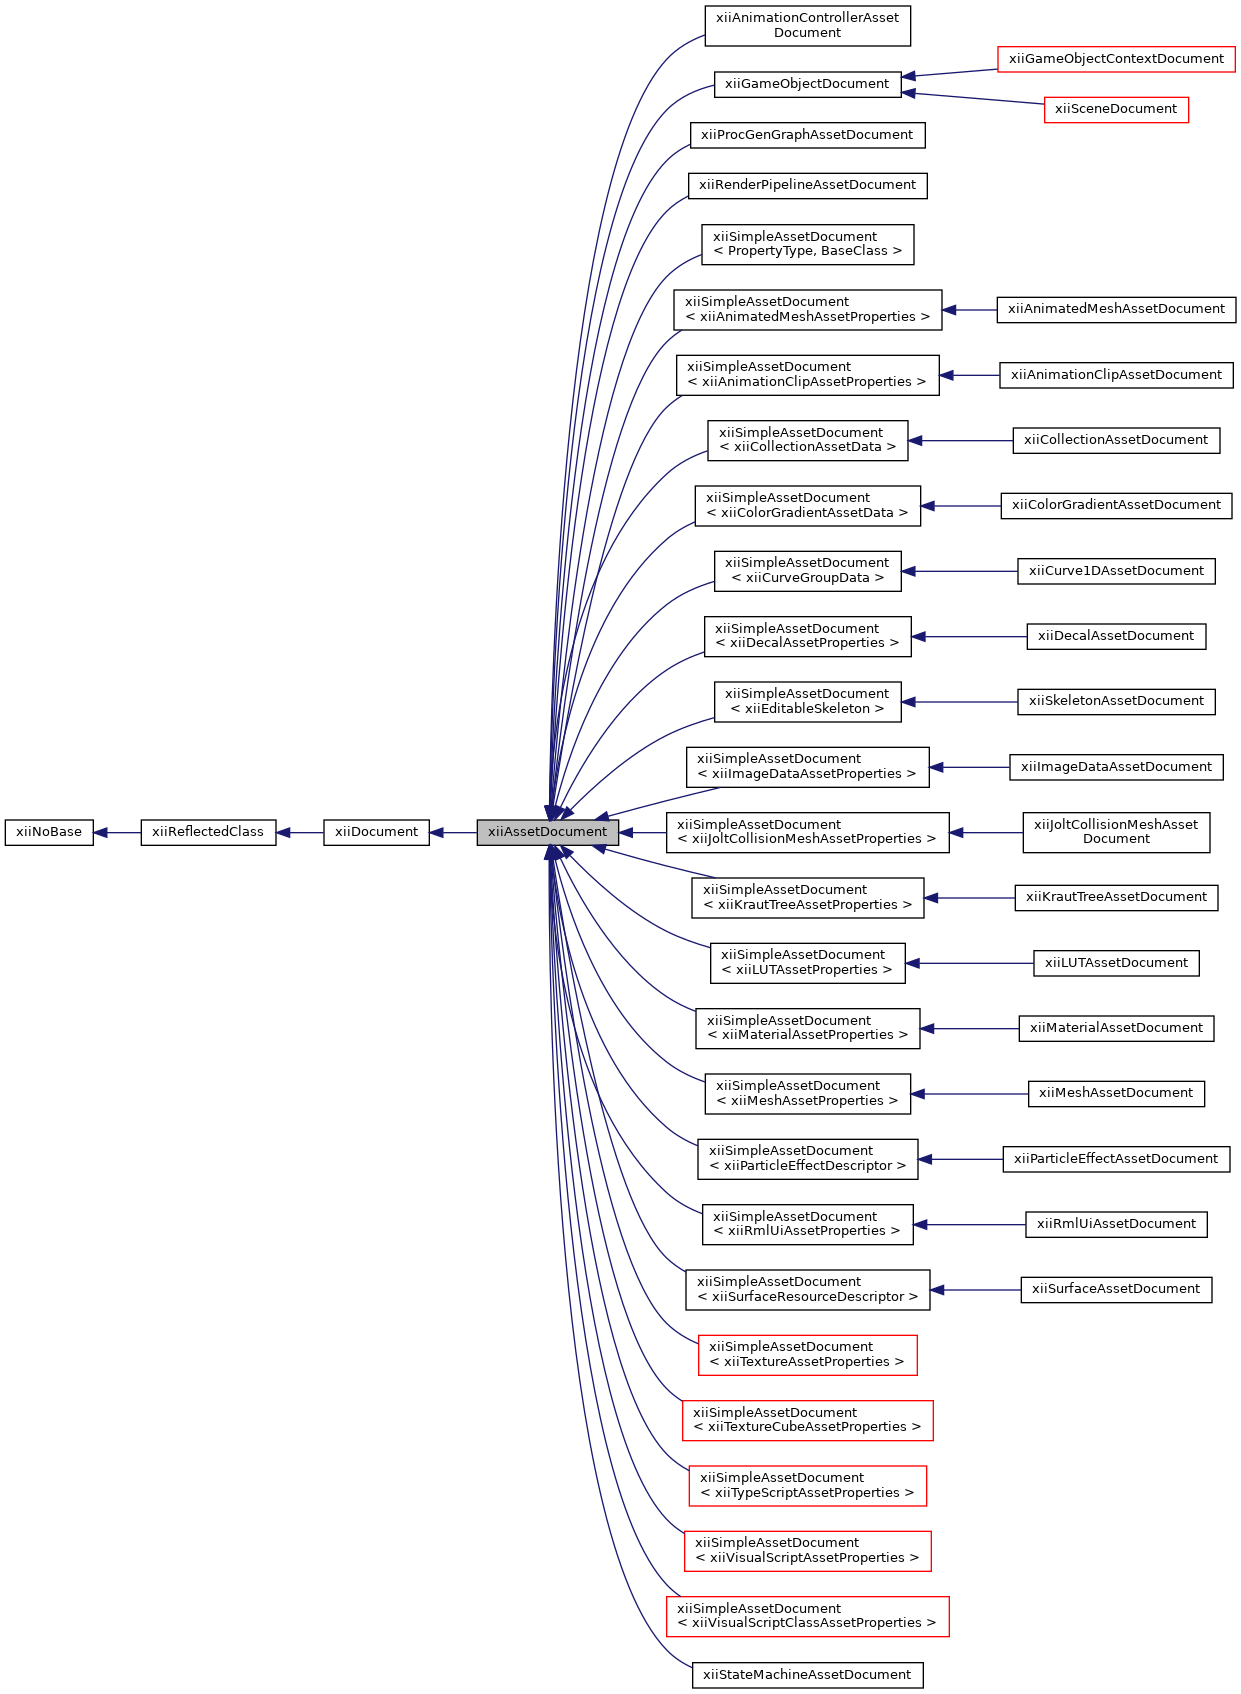 xiiAnimationControllerAsset
Document
xiiGameObjectDocument
xiiGameObjectContextDocument
xiiSceneDocument
xiiProcGenGraphAssetDocument
xiiRenderPipelineAssetDocument
xiiSimpleAssetDocument
< PropertyType, BaseClass >
xiiSimpleAssetDocument
< xiiAnimatedMeshAssetProperties >
xiiAnimatedMeshAssetDocument
xiiSimpleAssetDocument
< xiiAnimationClipAssetProperties >
xiiAnimationClipAssetDocument
xiiSimpleAssetDocument
< xiiCollectionAssetData >
xiiCollectionAssetDocument
xiiSimpleAssetDocument
< xiiColorGradientAssetData >
xiiColorGradientAssetDocument
xiiSimpleAssetDocument
< xiiCurveGroupData >
xiiCurve1DAssetDocument
xiiSimpleAssetDocument
< xiiDecalAssetProperties >
xiiDecalAssetDocument
xiiSimpleAssetDocument
< xiiEditableSkeleton >
xiiSkeletonAssetDocument
xiiSimpleAssetDocument
< xiiImageDataAssetProperties >
xiiImageDataAssetDocument
xiiNoBase
xiiReflectedClass
xiiDocument
xiiAssetDocument
xiiSimpleAssetDocument
< xiiJoltCollisionMeshAssetProperties >
xiiJoltCollisionMeshAsset
Document
xiiSimpleAssetDocument
< xiiKrautTreeAssetProperties >
xiiKrautTreeAssetDocument
xiiSimpleAssetDocument
< xiiLUTAssetProperties >
xiiLUTAssetDocument
xiiSimpleAssetDocument
< xiiMaterialAssetProperties >
xiiMaterialAssetDocument
xiiSimpleAssetDocument
< xiiMeshAssetProperties >
xiiMeshAssetDocument
xiiSimpleAssetDocument
< xiiParticleEffectDescriptor >
xiiParticleEffectAssetDocument
xiiSimpleAssetDocument
< xiiRmlUiAssetProperties >
xiiRmlUiAssetDocument
xiiSimpleAssetDocument
< xiiSurfaceResourceDescriptor >
xiiSurfaceAssetDocument
xiiSimpleAssetDocument
< xiiTextureAssetProperties >
xiiSimpleAssetDocument
< xiiTextureCubeAssetProperties >
xiiSimpleAssetDocument
< xiiTypeScriptAssetProperties >
xiiSimpleAssetDocument
< xiiVisualScriptAssetProperties >
xiiSimpleAssetDocument
< xiiVisualScriptClassAssetProperties >
xiiStateMachineAssetDocument